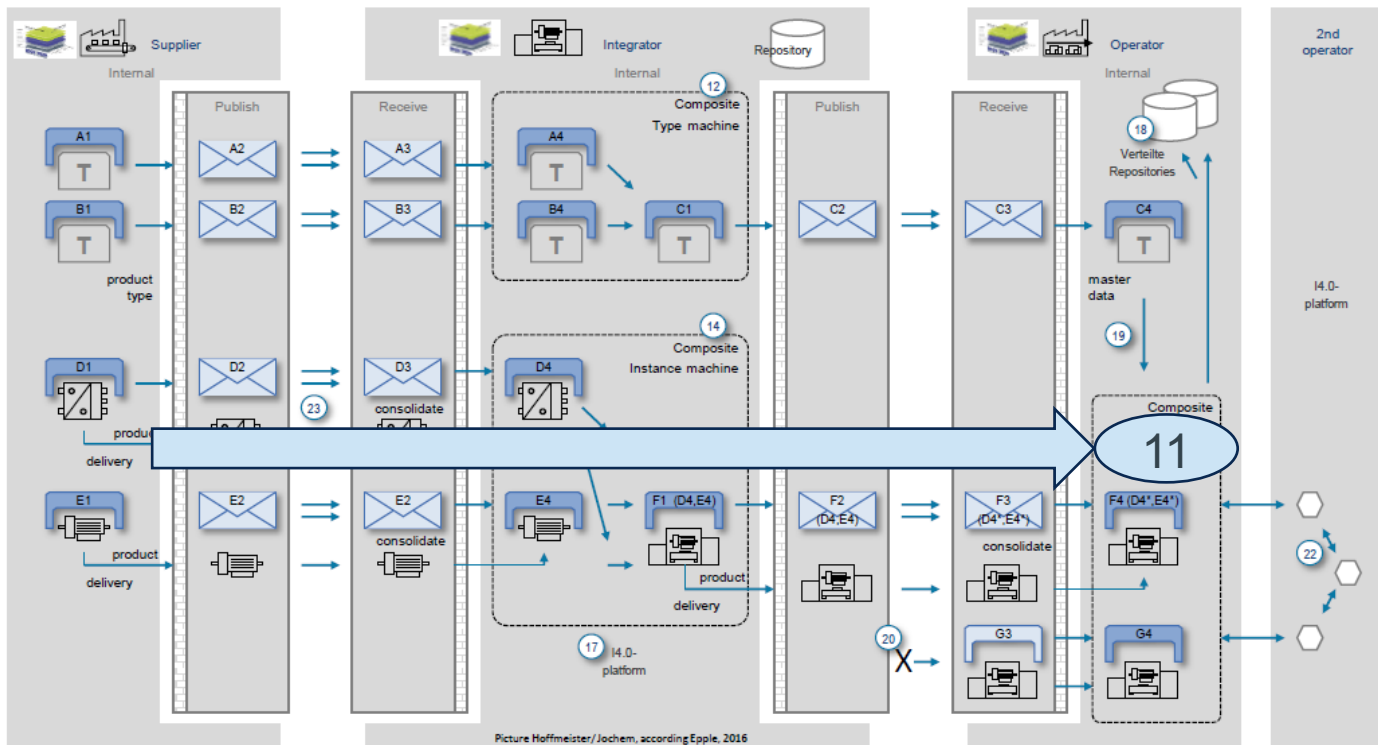 Supplier
Integrator
Repository
Operator
2nd
operator
Internal
Internal
Internal
Publish
Receive
12
Composite
Type machine
Publish
Receive
18
Verteilte
Repositories
A1
T
A2
A3
A4
T
B1
T
B2
B3
B4
T
C1
T
C2
C3
C4
T
product
type
master
data
I4.0-
platform
14
Composite
Instance machine
19
D1
D2
D3
D4
23
consolidate
Composite
product
delivery
11
E1
E2
E2
E4
F1 (D4,E4)
F2
(D4,E4)
F3
(D4*,E4*)
F4 (D4*,E4*)
consolidate
consolidate
product
delivery
product
delivery
22
17
I4.0-
platform
20
X
G3
G4
Picture Hoffmeister/Jochem, according Epple, 2016